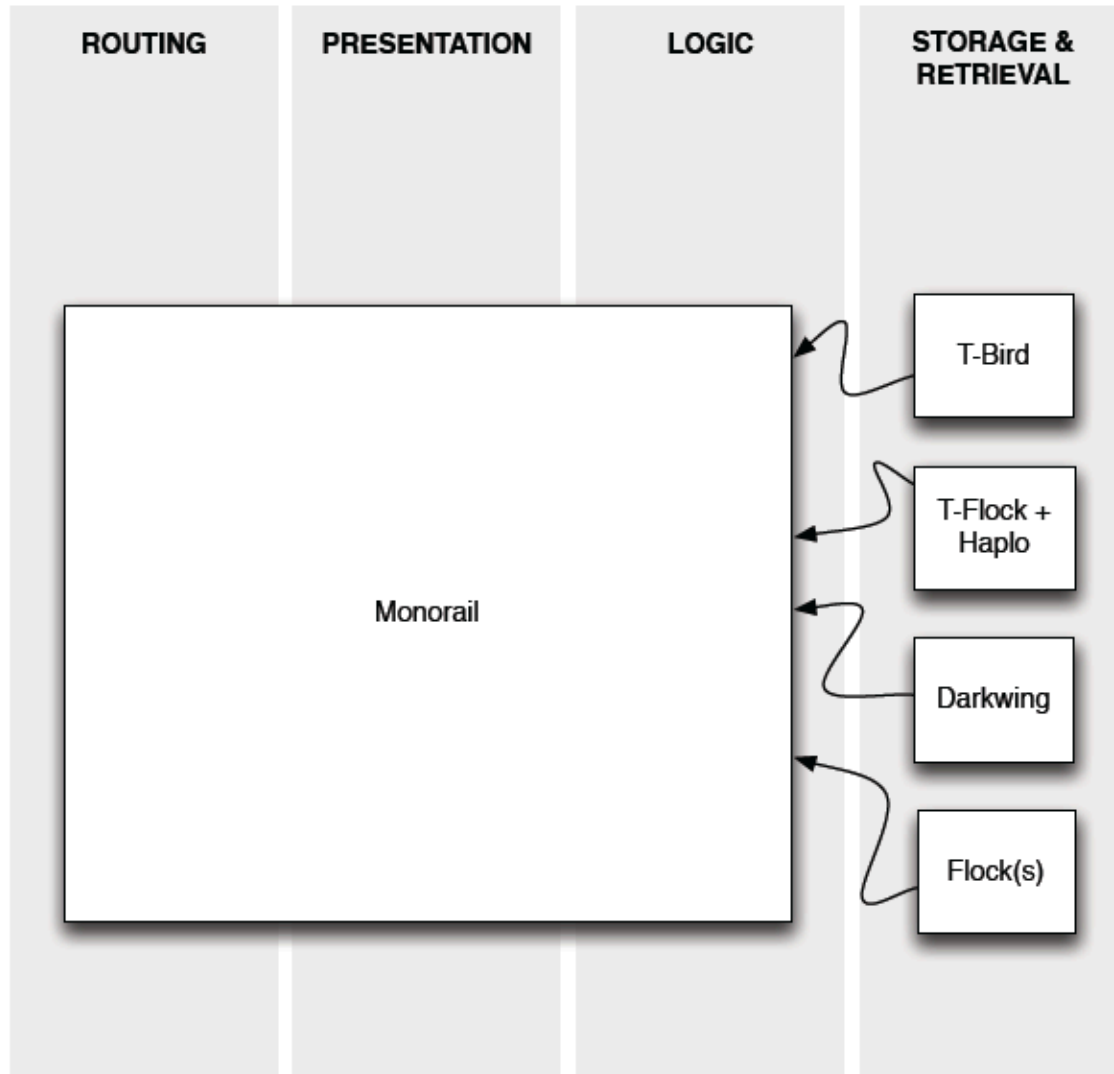 ROUTING
PRESENTATION
LOGIC
STORAGE &
RETRIEVAL
T-Bird
T-Flock +
Haplo
Monorail
Darkwing
Flock(s)